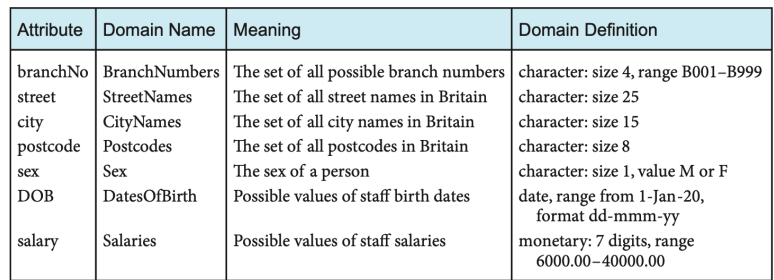 Attribute Domain Name Meaning Domain Definition
branchNo BranchNumbers The set of all possible branch numbers character: size 4, range B001–B999
street StreetNames The set of all street names in Britain character: size 25
city CityNames The set of all city names in Britain character: size 15
postcode Postcodes The set of all postcodes in Britain character: size 8
sex Sex The sex of a person character: size 1, value M or F
DOB DatesOfBirth Possible values of staff birth dates date, range from 1-Jan-20,
format dd-mmm-yy
salary Salaries Possible values of staff salaries monetary: 7 digits, range
6000.00–40000.00